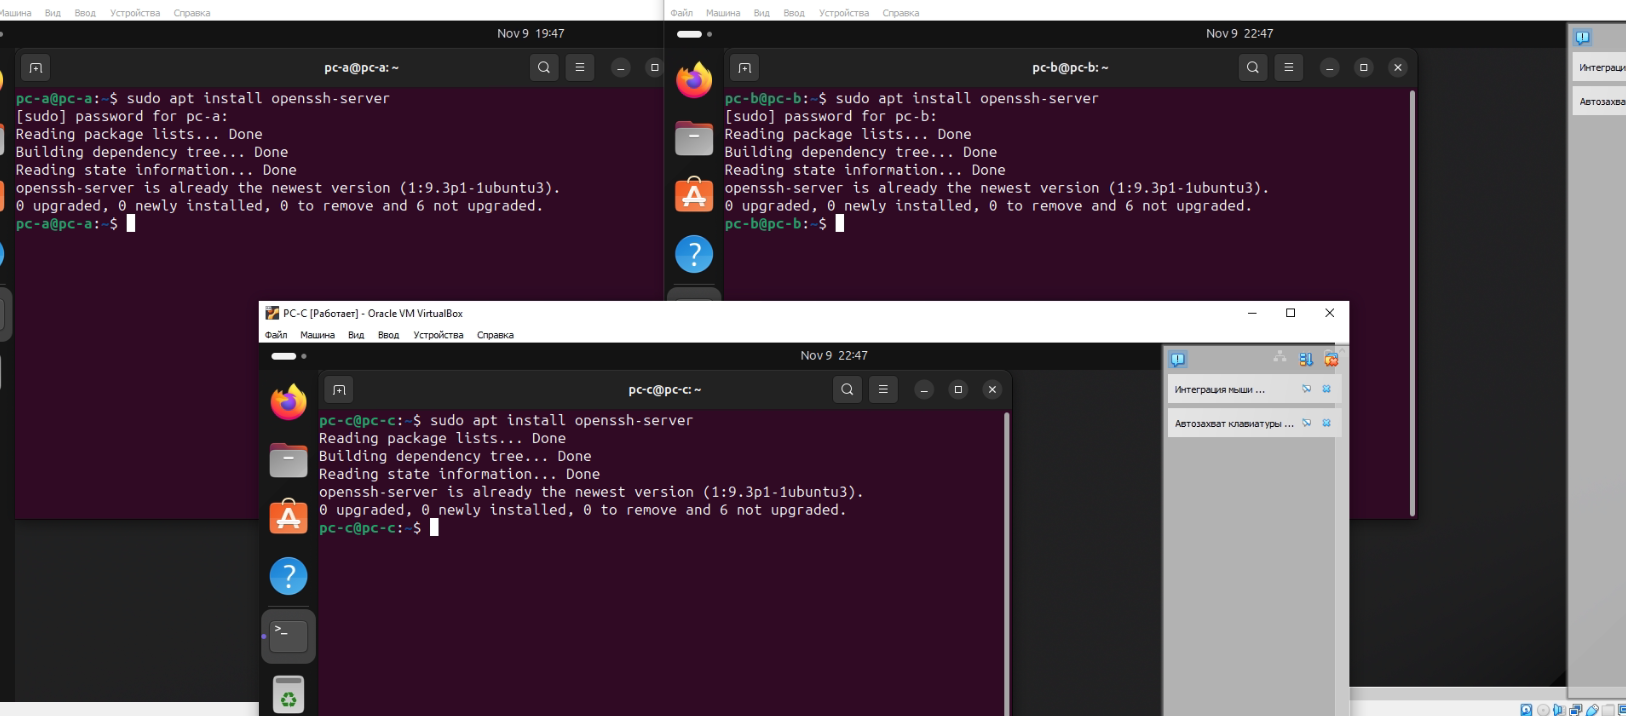 Машина Вид Ввод Устройства Справка
Nov 9 19:47
pc-a@pc-a: ~
pc-a@pc-a:~$ sudo apt install openssh-server
[sudo] password for pc-a:
Reading package lists... Done
Building dependency tree... Done
Reading state information... Done
openssh-server is already the newest version (1:9.3p1-1ubuntu3).
0 upgraded, 0 newly installed, 0 to remove and 6 not upgraded.
pc-a@pc-a:~$
Файл Машина Вид Ввод Устройства Справка
Nov 9 22:47
pc-b@pc-b: ~
pc-b@pc-b:~$ sudo apt install openssh-server
[sudo] password for pc-b:
Reading package lists... Done
Building dependency tree... Done
Reading state information... Done
openssh-server is already the newest version (1:9.3p1-1ubuntu3).
0 upgraded, 0 newly installed, 0 to remove and 6 not upgraded.
pc-b@pc-b:~$
Интеграци
Автозахва
PC-C [Работает] - Oracle VM VirtualBox
Файл Машина Вид Ввод Устройства Справка
Nov 9 22:47
pc-c@pc-c: ~
pc-c@pc-c:~$ sudo apt install openssh-server
Reading package lists... Done
Building dependency tree... Done
Reading state information... Done
openssh-server is already the newest version (1:9.3p1-1ubuntu3).
0 upgraded, 0 newly installed, 0 to remove and 6 not upgraded.
pc-c@pc-c:~$
Интеграция мыши ...
Автозахват клавиатуры ...